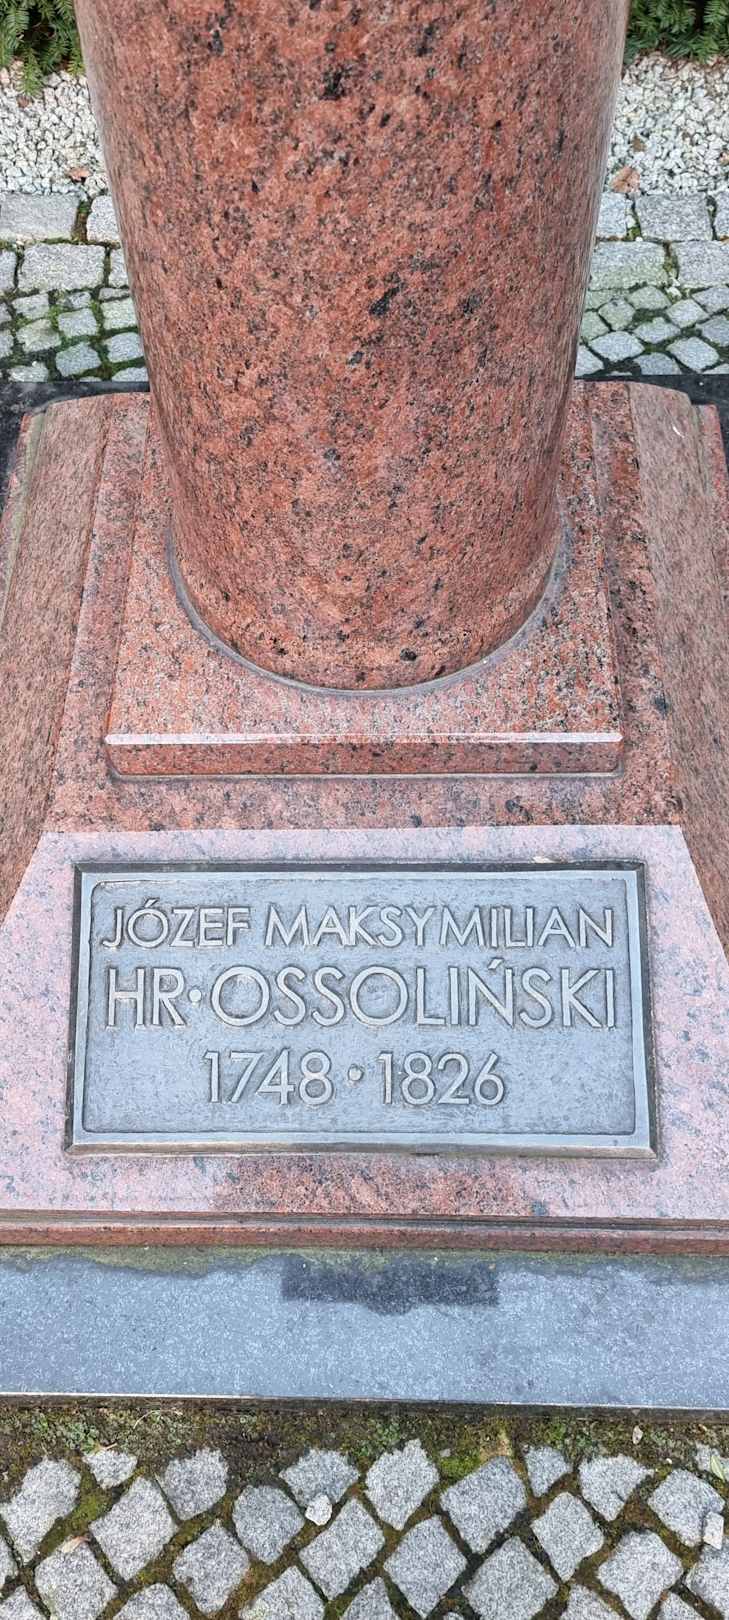 JÓZEF MAKSYMILIAN
HR·OSSOLIŃSKI
1748·1826